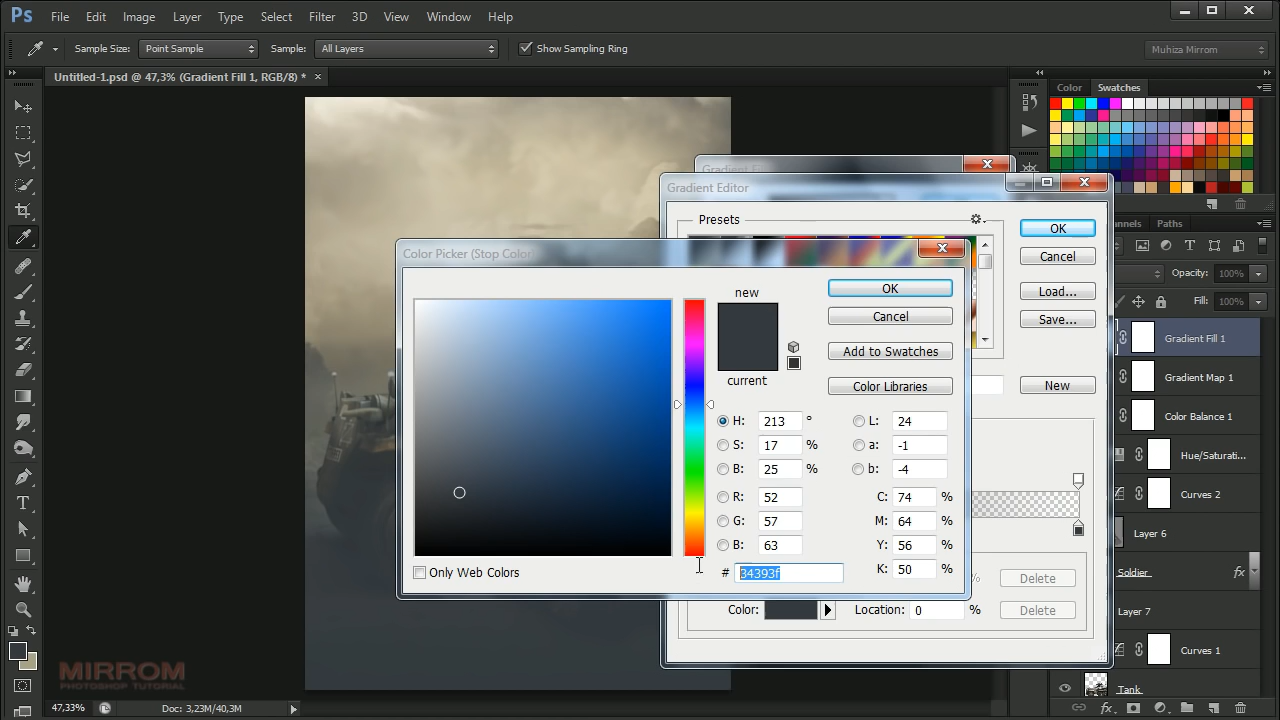 Ps File Edit Image Layer Type Select Filter 3D View Window Help
Sample Size: Point Sample Sample: All Layers Show Sampling Ring Muhiza Mirrom
Untitled-1.psd @ 47,3% (Gradient Fill 1, RGB/8) * ×
Color Swatches
Gradient Fill
Gradient Editor
Presets
OK
Cancel
Load...
Save...
New
Color Picker (Stop Color)
new
current
OK
Cancel
Add to Swatches
Color Libraries
H: 213 °
S: 17 %
B: 25 %
R: 52
G: 57
B: 63
# 34393f
L: 24
a: -1
b: -4
C: 74 %
M: 64 %
Y: 56 %
K: 50 %
Only Web Colors
% Delete
Color: Location: 0 % Delete
Paths
Opacity: 100%
Fill: 100%
Gradient Fill 1
Gradient Map 1
Color Balance 1
Hue/Saturati...
Curves 2
Layer 6
Soldier fx
Layer 7
Curves 1
Tank
MIRROM
PHOTOSHOP TUTORIAL
47,33% Doc: 3,23M/40,3M
fx